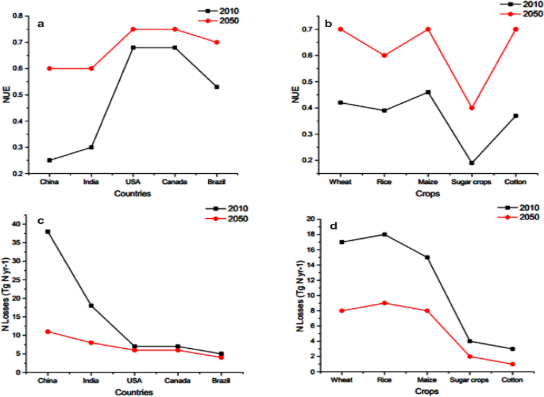 a
2010
2050
0.8
0.7
0.6
0.5
0.4
0.3
0.2
NUE
China India USA Canada Brazil
Countries
b
2010
2050
0.8
0.7
0.6
0.5
0.4
0.3
0.2
NUE
Wheat Rice Maize Sugar crops Cotton
Crops
c
2010
2050
40
35
30
25
20
15
10
5
0
N Losses (Tg N yr-1)
China India USA Canada Brazil
Countries
d
2010
2050
20
18
16
14
12
10
8
6
4
2
0
N Losses (Tg N yr-1)
Wheat Rice Maize Sugar crops Cotton
Crops